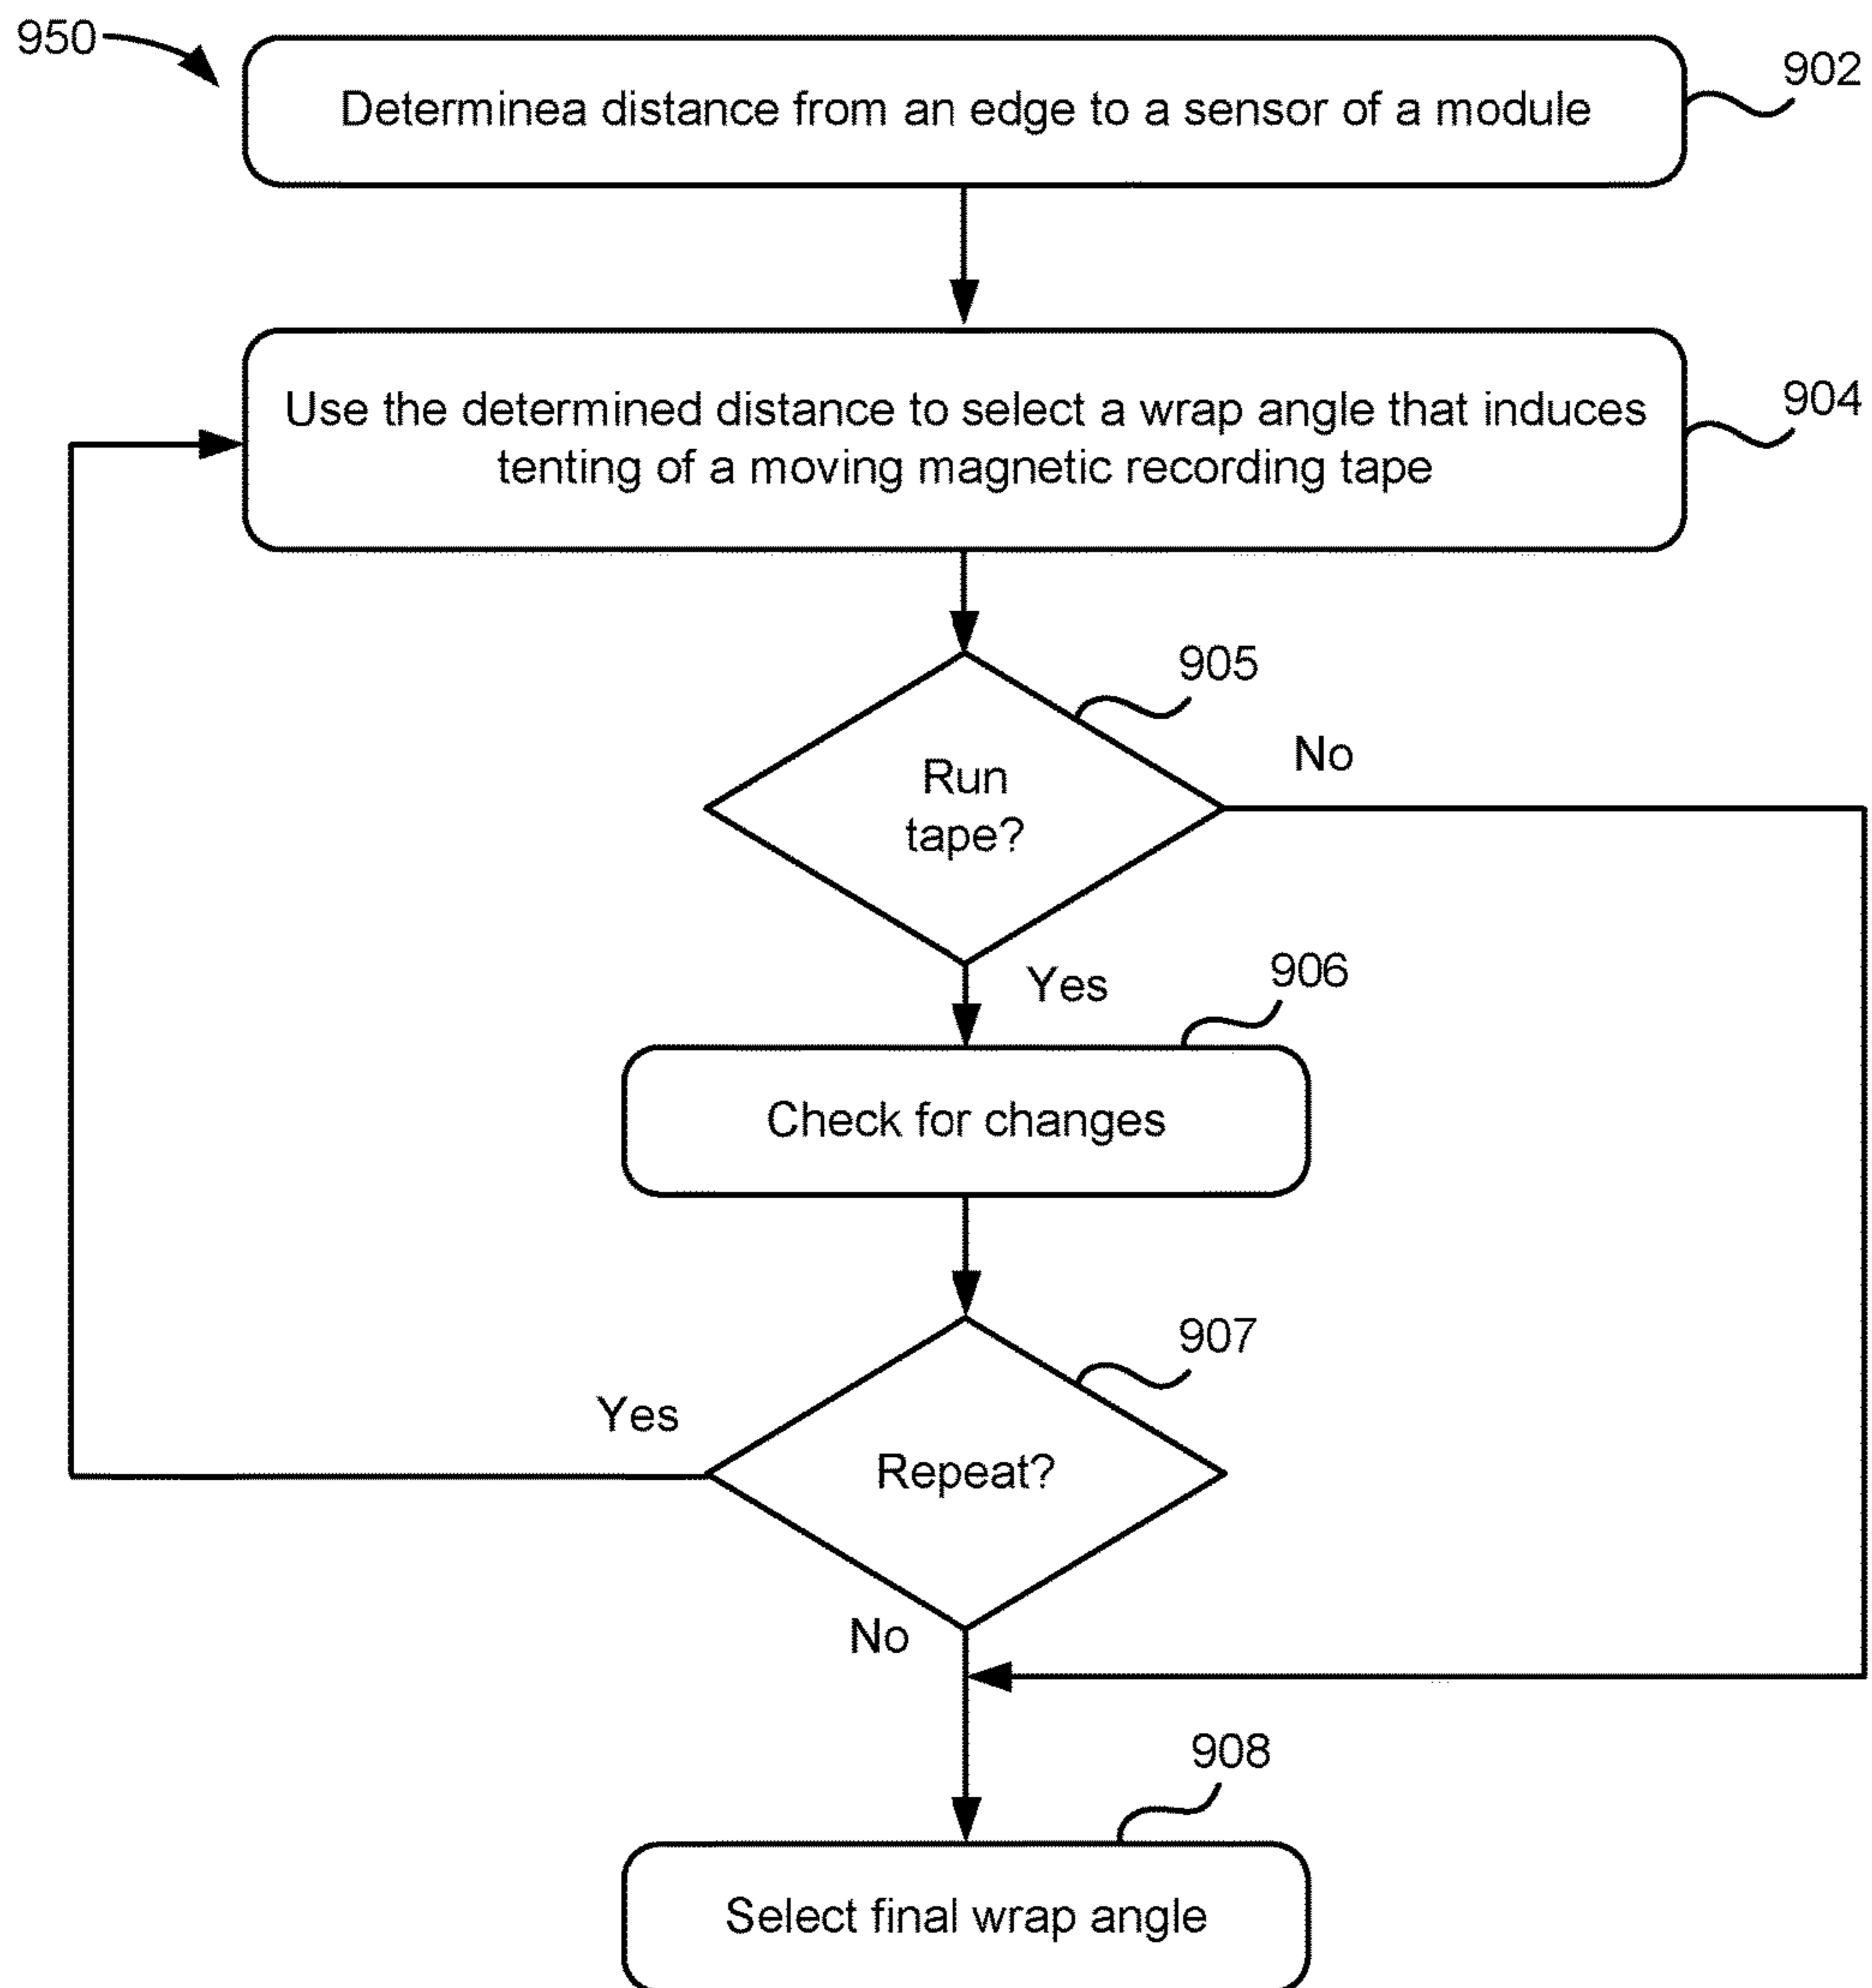 950
902
Determinea distance from an edge to a sensor of a module
904
Use the determined distance to select a wrap angle that induces
tenting of a moving magnetic recording tape
905
No
Run
tape?
Yes
906
Check for changes
907
Yes
Repeat?
No
908
Select final wrap angle